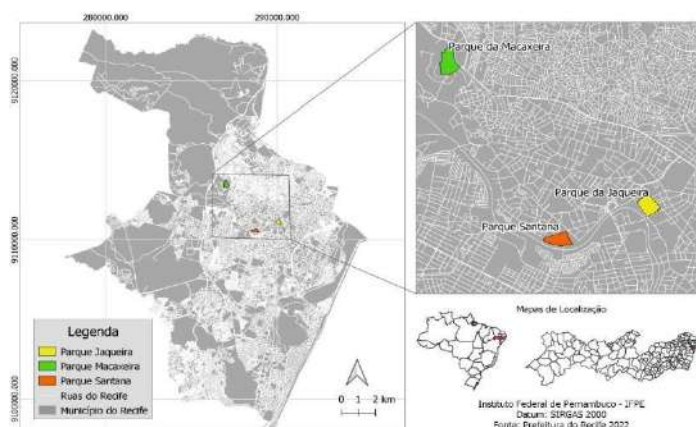 280000.000
290000.000
9120000.000
9110000.000
9100000.000
Legenda
Parque Jaqueira
Parque Macaxeira
Parque Santana
Ruas do Recife
Município do Recife
0 1 2 km
Parque da Macaxeira
Parque da Jaqueira
Parque Santana
Mapas de Localização
Instituto Federal de Pernambuco - IFPE
Datum: SIRGAS 2000
Fonte: Prefeitura do Recife 2022